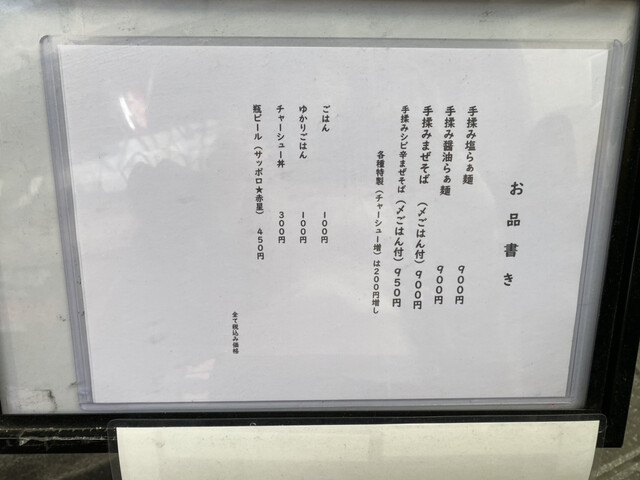 お品書き
手揉み塩らぁ麺 900円
手揉み醬油らぁ麺 900円
手揉みまぜそば (〆ごはん付) 900円
手揉みシビ辛まぜそば (〆ごはん付) 950円
各種特製(チャーシュー増)は200円増し
ごはん 100円
ゆかりごはん 100円
チャーシュー丼 300円
瓶ビール(サッポロ★赤星) 450円
全て税込み価格